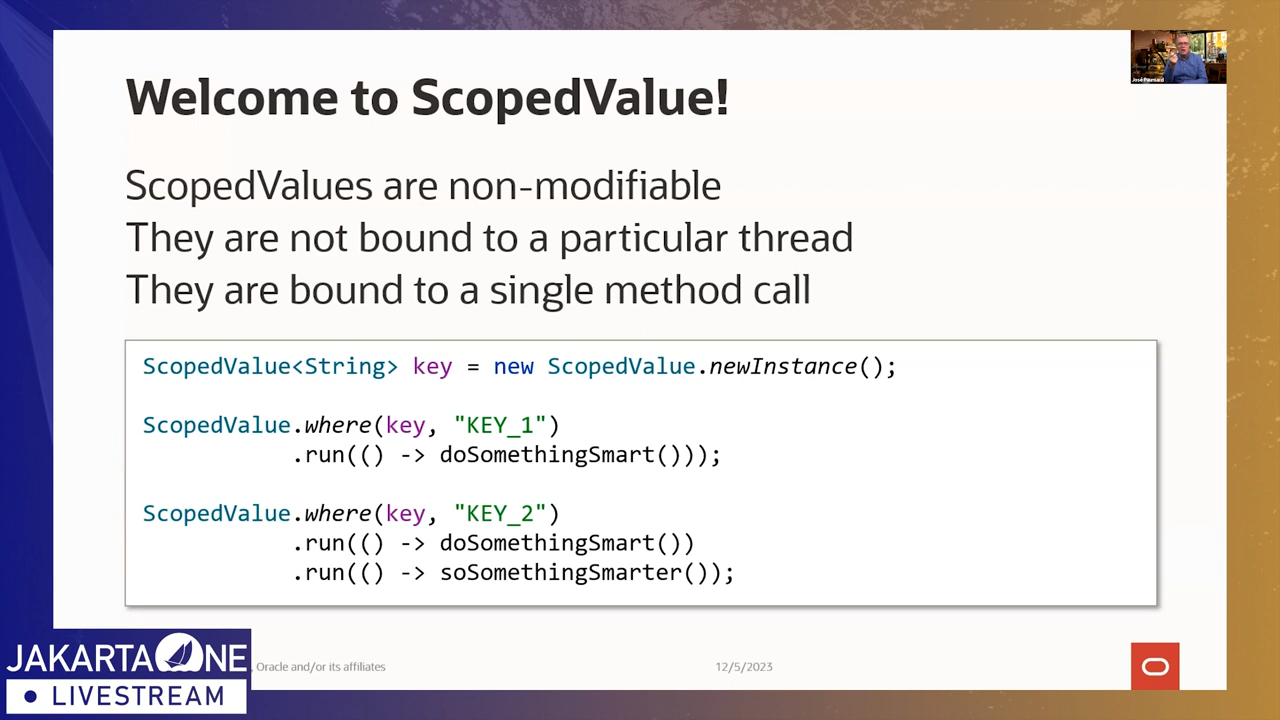 Welcome to ScopedValue!
José Paumard
ScopedValues are non-modifiable
They are not bound to a particular thread
They are bound to a single method call
ScopedValue<String> key = new ScopedValue.newInstance();
ScopedValue.where(key, "KEY_1")
.run(() -> doSomethingSmart()));
ScopedValue.where(key, "KEY_2")
.run(() -> doSomethingSmart())
.run(() -> soSomethingSmarter());
JAKARTA ONE
LIVESTREAM
, Oracle and/or its affiliates
12/5/2023